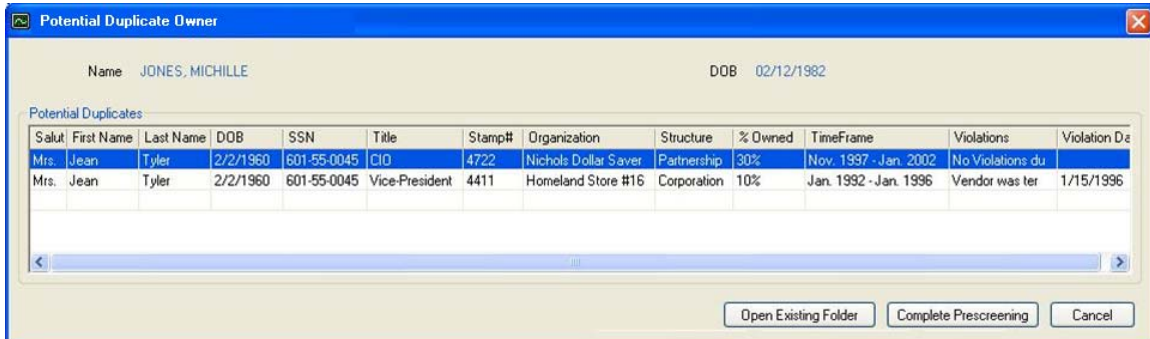 Potential Duplicate Owner
Name JONES, MICHILLE DOB 02/12/1982
Potential Duplicates
Salut First Name Last Name DOB SSN Title Stamp# Organization Structure % Owned TimeFrame Violations Violation Da
Mrs. Jean Tyler 2/2/1960 601-55-0045 CIO 4722 Nichols Dollar Saver Partnership 30% Nov. 1997 - Jan. 2002 No Violations du
Mrs. Jean Tyler 2/2/1960 601-55-0045 Vice-President 4411 Homeland Store #16 Corporation 10% Jan. 1992 - Jan. 1996 Vendor was ter 1/15/1996
Open Existing Folder Complete Prescreening Cancel